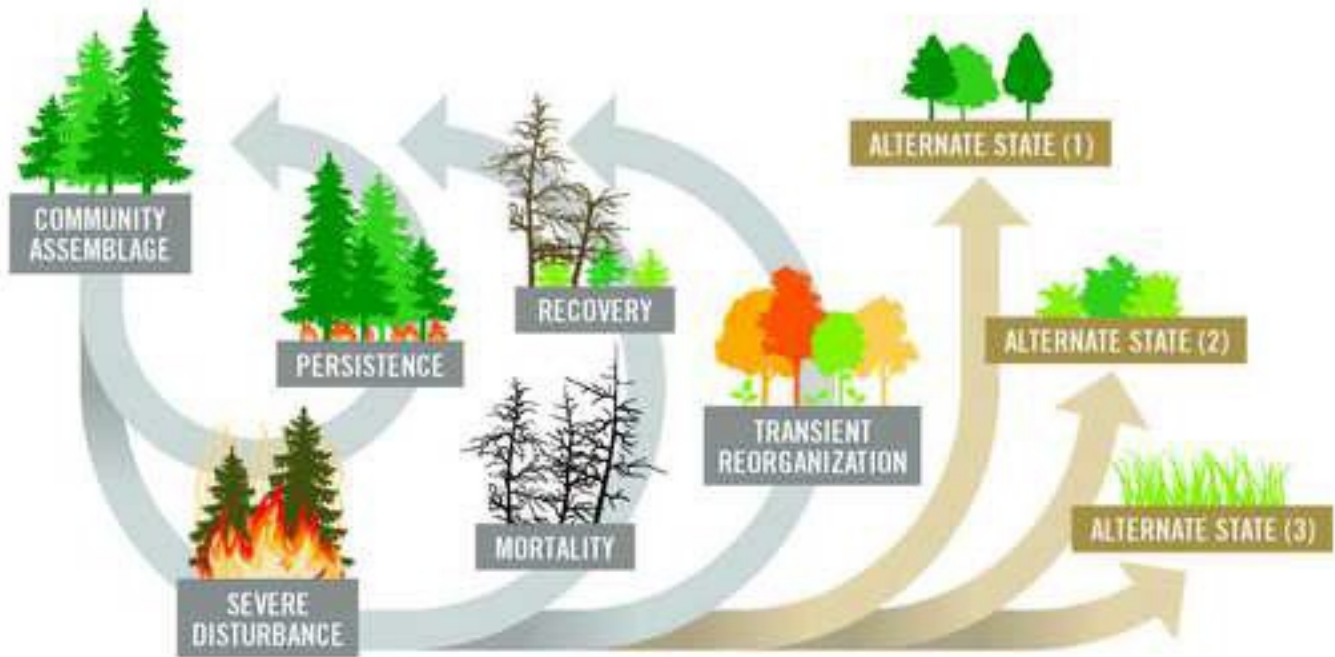 COMMUNITY
ASSEMBLAGE
PERSISTENCE
RECOVERY
MORTALITY
SEVERE
DISTURBANCE
TRANSIENT
REORGANIZATION
ALTERNATE STATE (1)
ALTERNATE STATE (2)
ALTERNATE STATE (3)